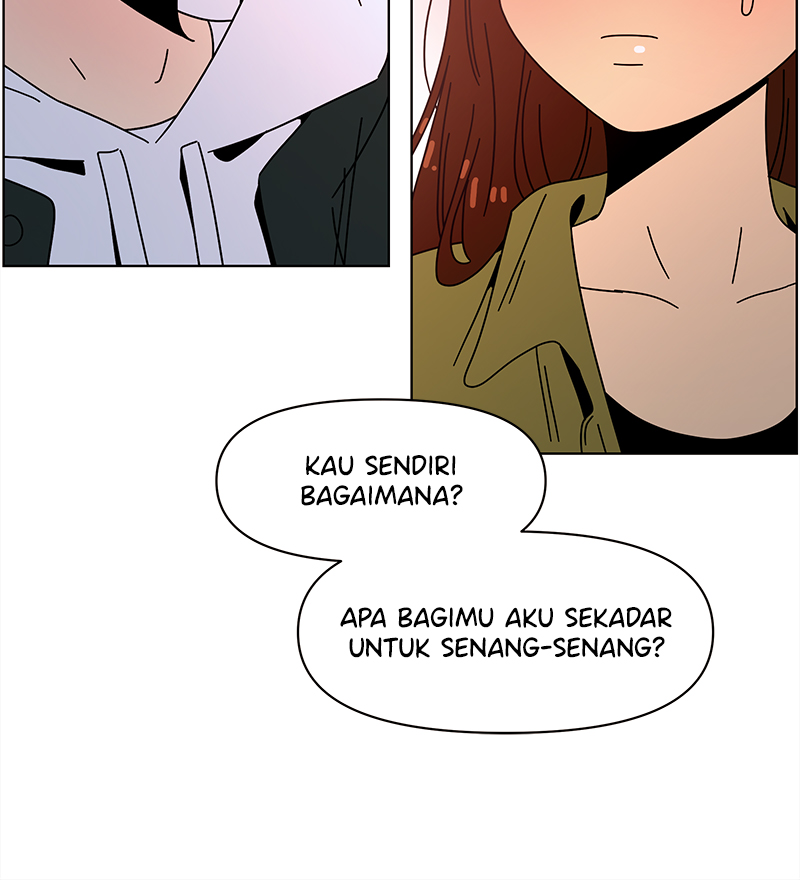 KAU SENDIRI
BAGAIMANA?
APA BAGIMU AKU SEKADAR
UNTUK SENANG-SENANG?